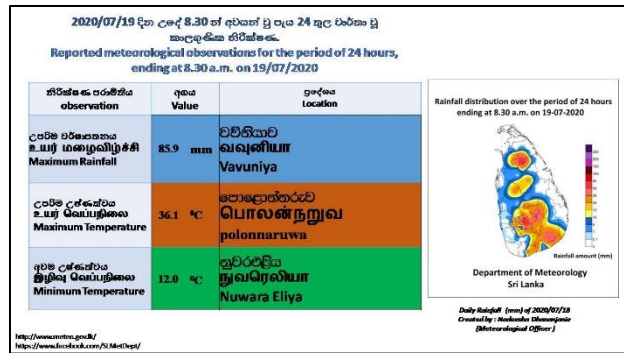 2020/07/19 දින උදේ 8.30 න් අවසන් වූ පැය 24 තුල වාර්තා වූ
කාලගුණික නිරීක්ෂණ.
Reported meteorological observations for the period of 24 hours,
ending at 8.30 a.m. on 19/07/2020
නිරීක්ෂණ පරාමිතිය
observation
අගය
Value
ප්‍රදේශය
Location
උපරිම වර්ෂාපතනය
உயர் மழைவீழ்ச்சி
Maximum Rainfall
85.9 mm
වව්නියාව
வவுனியா
Vavuniya
උපරිම උෂ්ණත්වය
உயர் வெப்பநிலை
Maximum Temperature
36.1 °C
පොළොන්නරුව
பொலன்நறுவ
polonnaruwa
අවම උෂ්ණත්වය
இழிவு வெப்பநிலை
Minimum Temperature
12.0 °C
නුවරඑළිය
நுவரெலியா
Nuwara Eliya
Rainfall distribution over the period of 24 hours
ending at 8.30 a.m. on 19-07-2020
Rainfall amount (mm)
Department of Meteorology
Sri Lanka
Daily Rainfall (mm) of 2020/07/18
Created by :
(Meteorological Officer )
http://www.meteo.gov.lk/
https://www.facebook.com/SLMetDept/